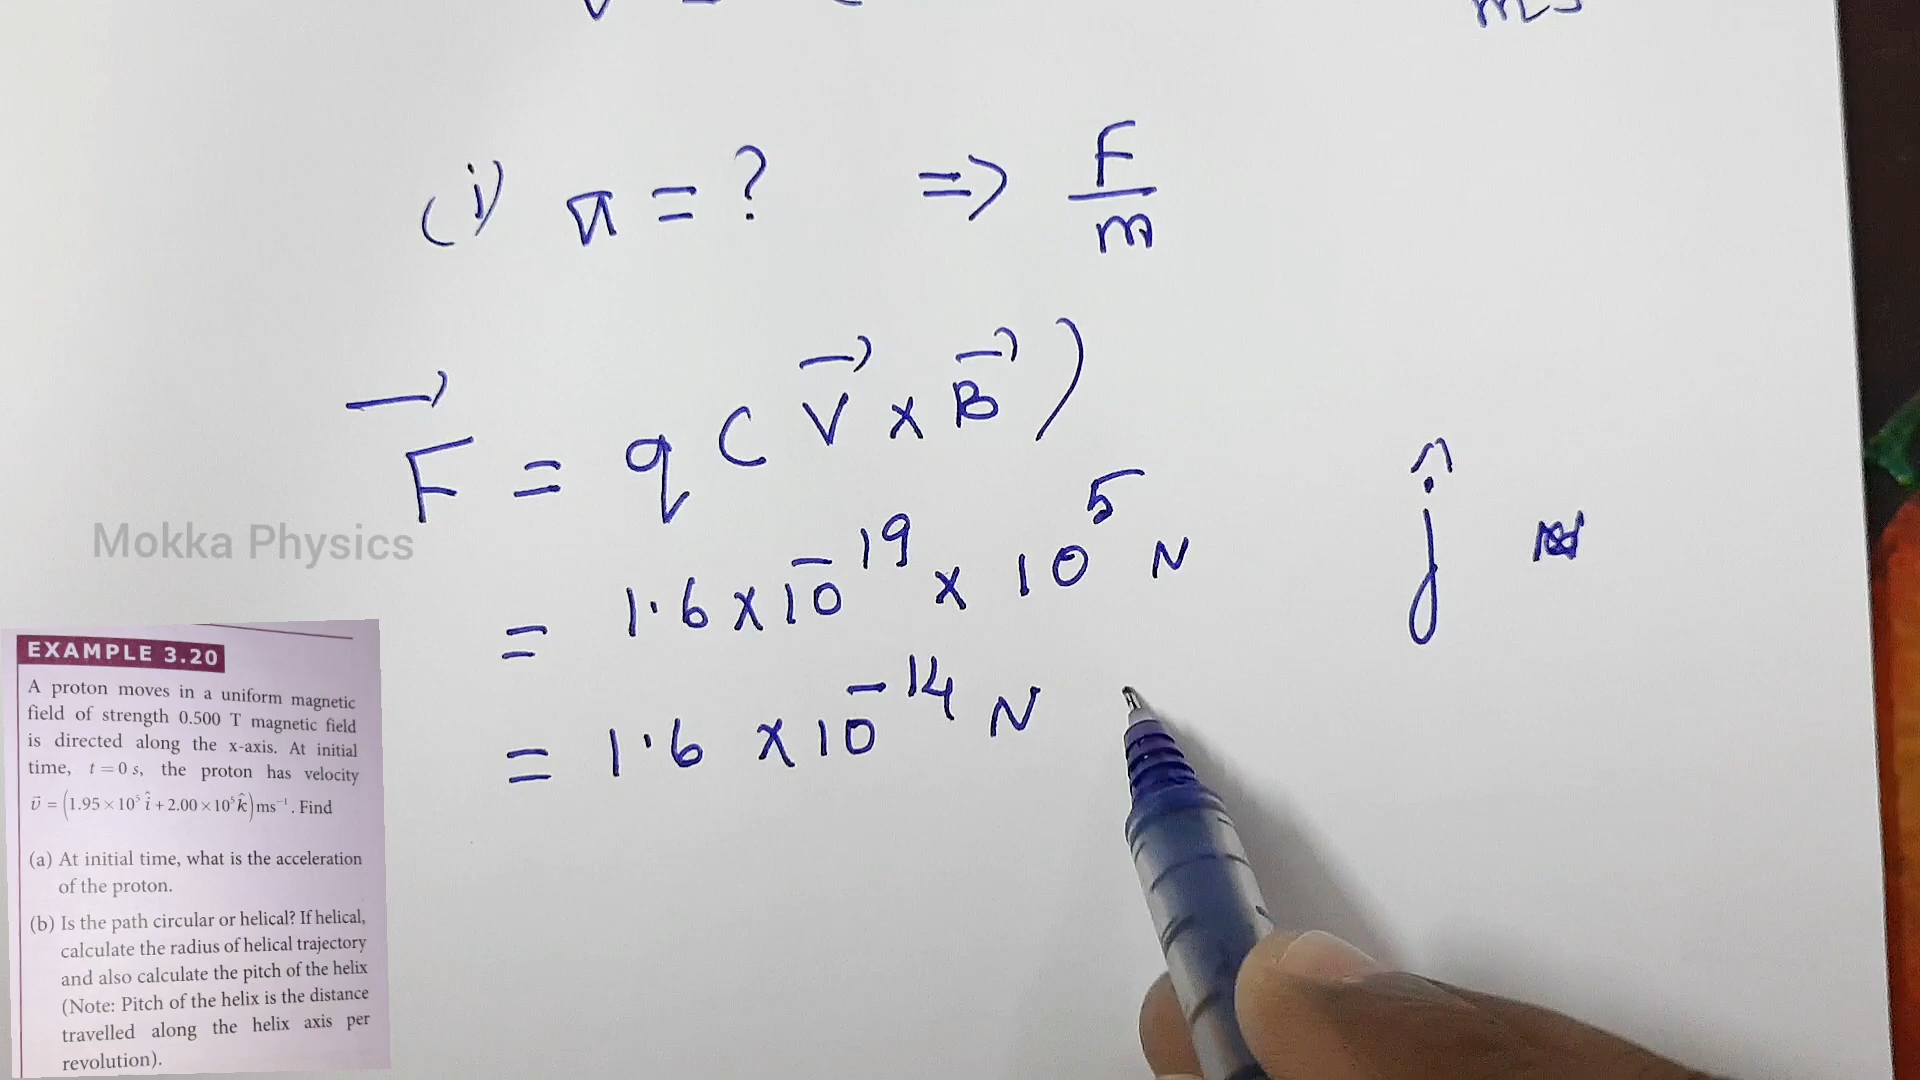 (i) a = ? => F/m
F⃗ = q (V⃗ x B⃗)
= 1.6 x 10⁻¹⁹ x 10⁵ N ĵ
= 1.6 x 10⁻¹⁴ N
Mokka Physics
EXAMPLE 3.20
A proton moves in a uniform magnetic
field of strength 0.500 T magnetic field
is directed along the x-axis. At initial
time, t = 0 s, the proton has velocity
υ⃗ = (1.95 × 10⁵ î + 2.00 × 10⁵ k̂) ms⁻¹. Find
(a) At initial time, what is the acceleration
of the proton.
(b) Is the path circular or helical? If helical,
calculate the radius of helical trajectory
and also calculate the pitch of the helix
(Note: Pitch of the helix is the distance
travelled along the helix axis per
revolution).